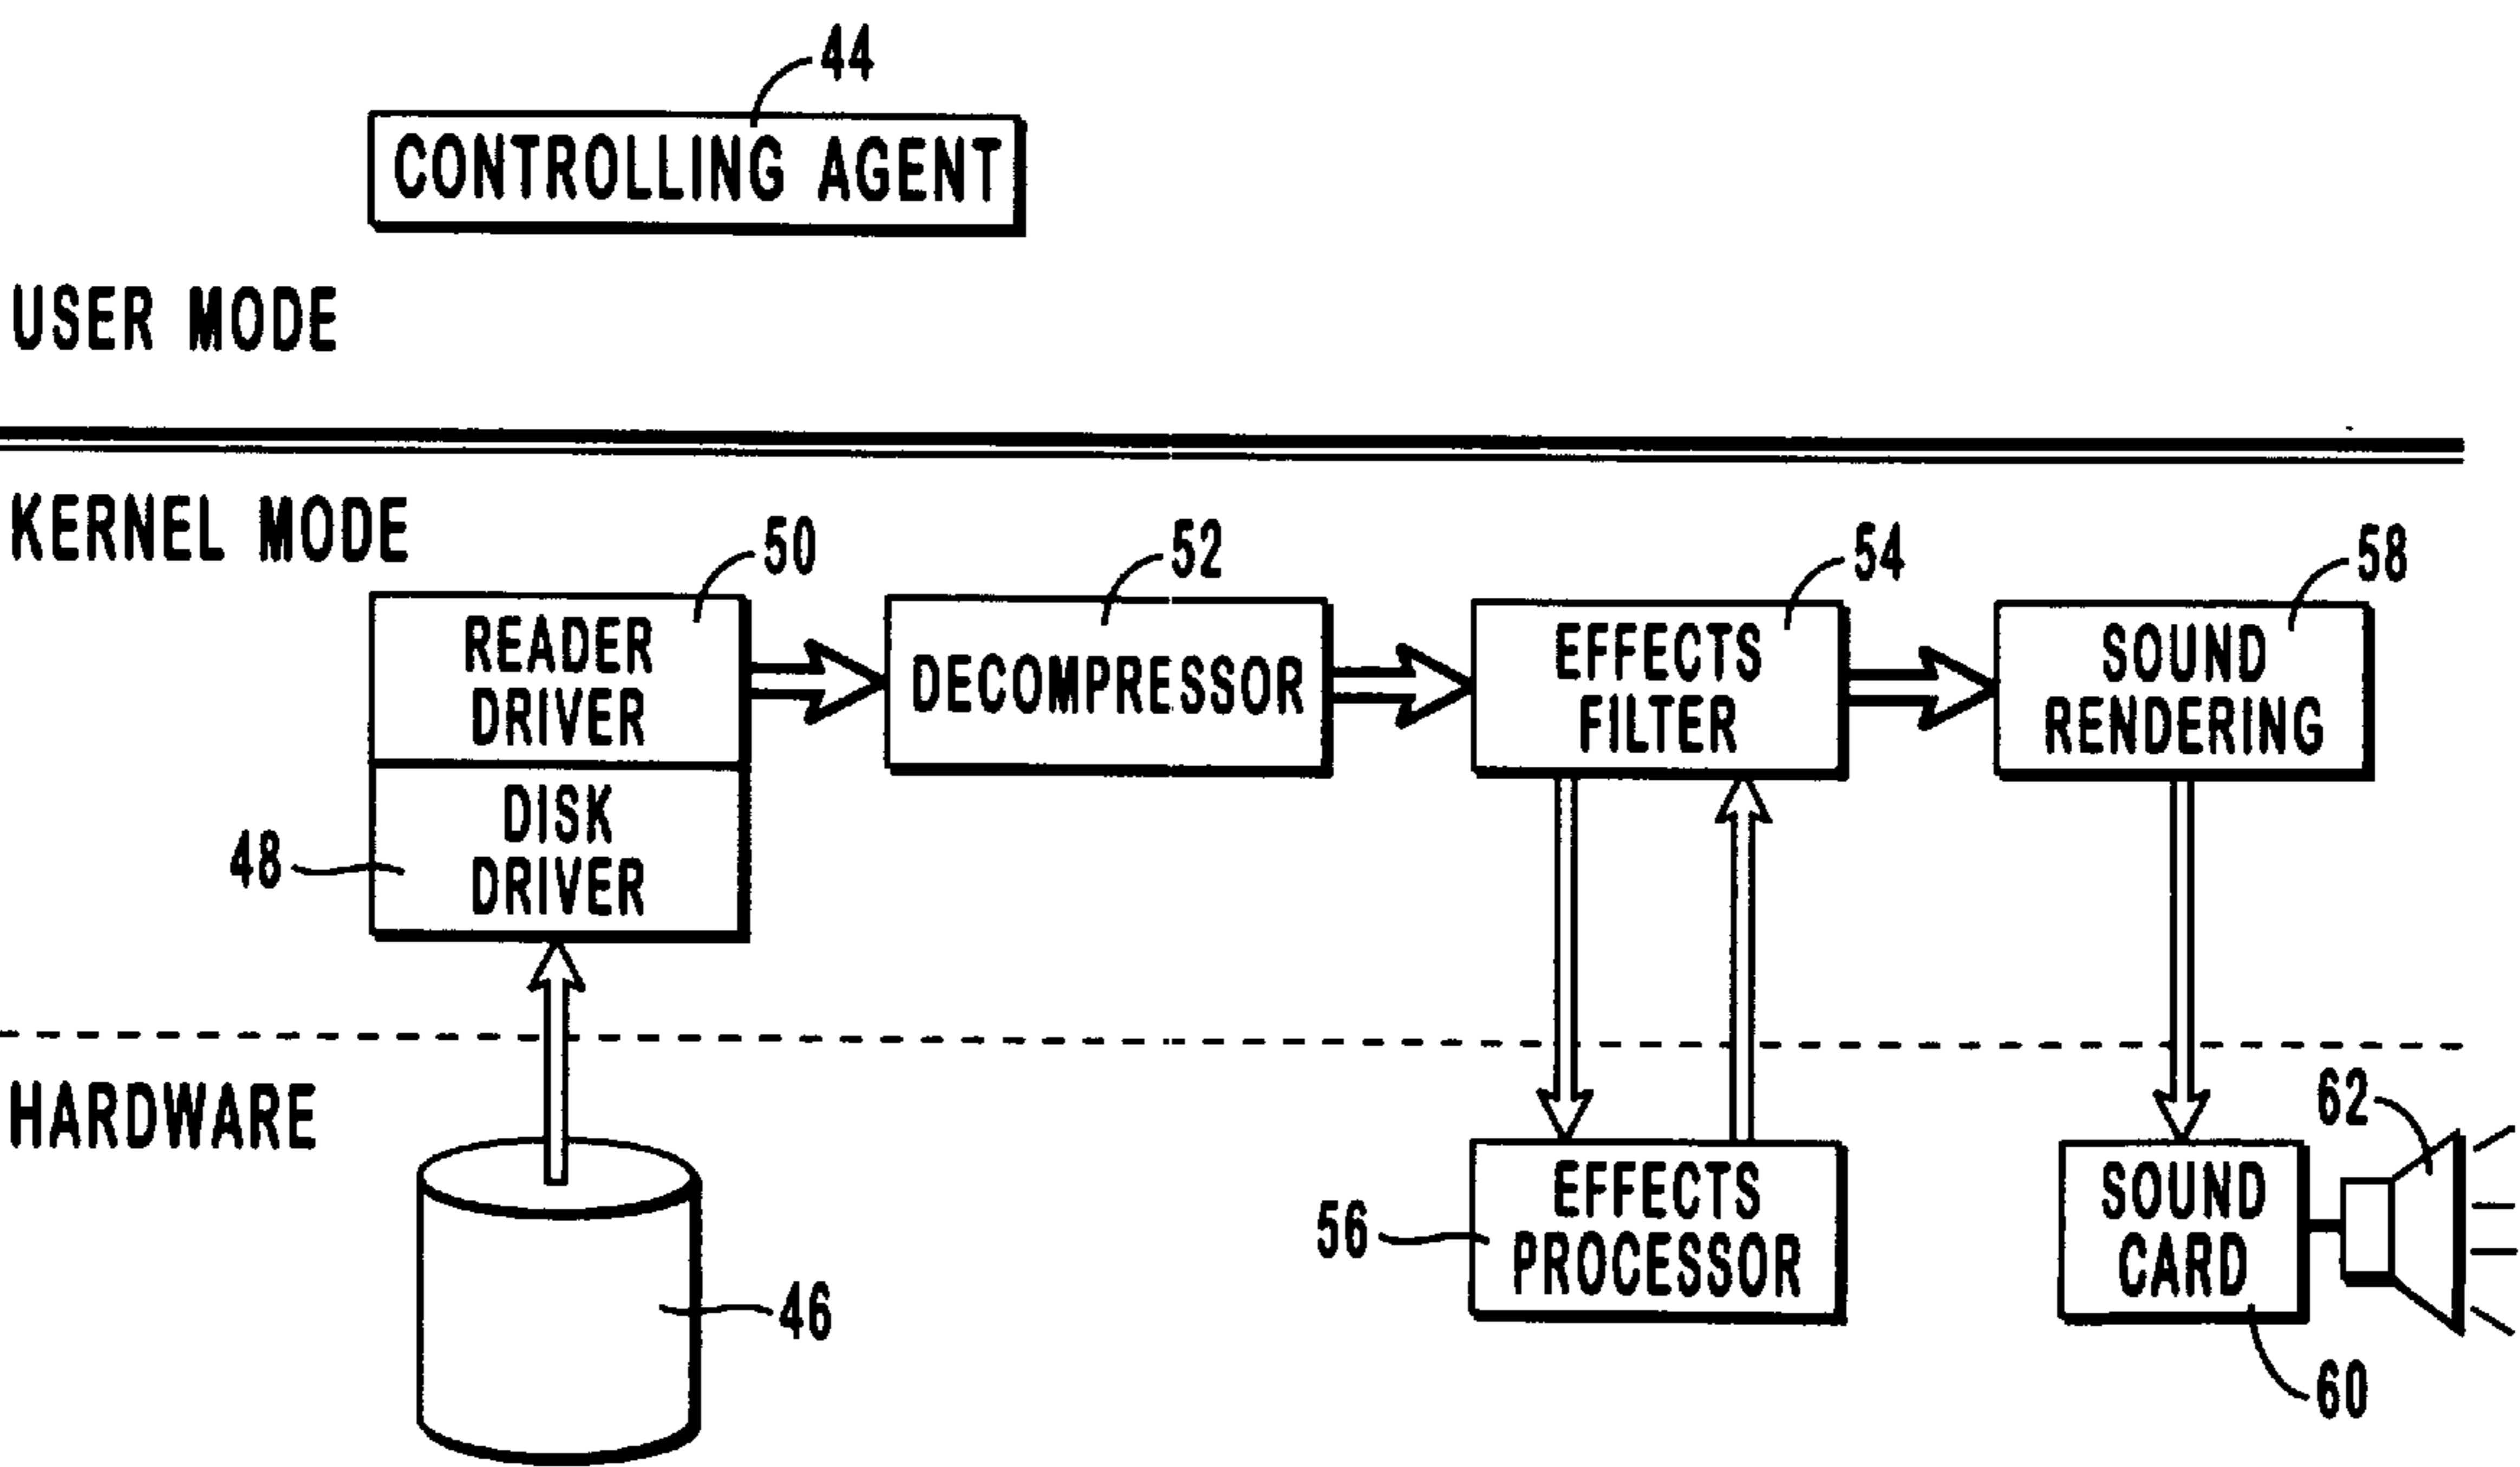 44
CONTROLLING AGENT
USER MODE
KERNEL MODE
50
52
54
58
READER
DRIVER
DECOMPRESSOR
EFFECTS
FILTER
SOUND
RENDERING
DISK
DRIVER
48
HARDWARE
62
EFFECTS
PROCESSOR
56
SOUND
CARD
46
60